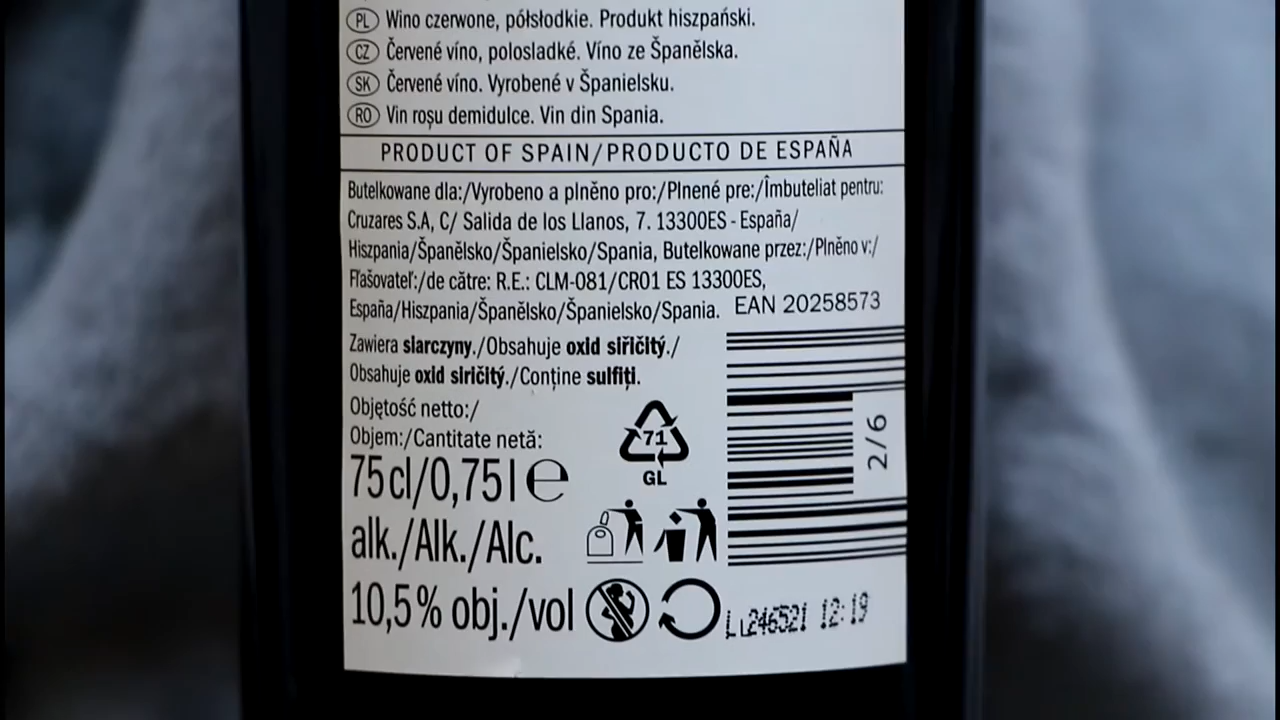 PL Wino czerwone, półsłodkie. Produkt hiszpański.
CZ Červené víno, polosladké. Víno ze Španělska.
SK Červené víno. Vyrobené v Španielsku.
RO Vin roșu demidulce. Vin din Spania.
PRODUCT OF SPAIN/PRODUCTO DE ESPAÑA
Butelkowane dla:/Vyrobeno a plněno pro:/Plnené pre:/Îmbuteliat pentru:
Cruzares S.A, C/ Salida de los Llanos, 7. 13300ES - España/
Hiszpania/Španělsko/Španielsko/Spania, Butelkowane przez:/Plněno v:/
Fľašovateľ:/de către: R.E.: CLM-081/CR01 ES 13300ES,
España/Hiszpania/Španělsko/Španielsko/Spania.
EAN 20258573
Zawiera siarczyny./Obsahuje oxid siřičitý./
Obsahuje oxid siričitý./Conține sulfiți.
Objętość netto:/
Objem:/Cantitate netă:
75cl/0,75l e
alk./Alk./Alc.
10,5% obj./vol
71
GL
2/6
12:19